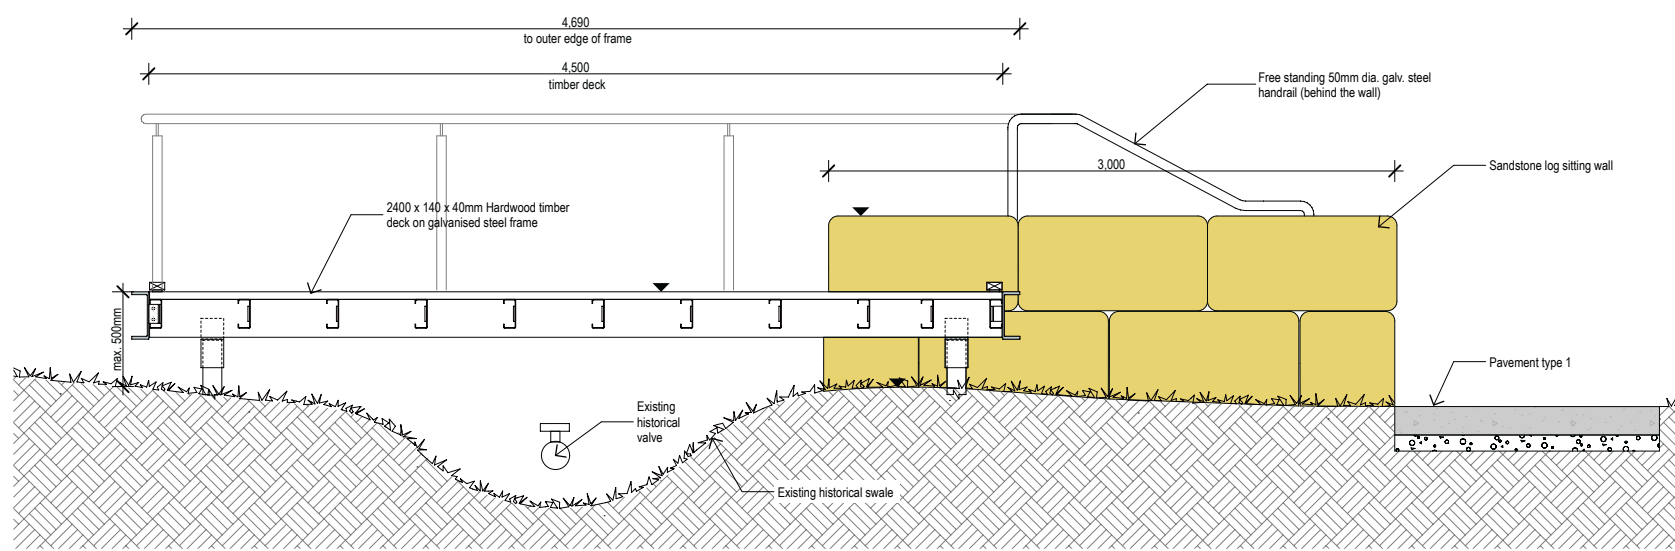 4,690
to outer edge of frame
4,500
timber deck
Free standing 50mm dia. galv. steel
handrail (behind the wall)
3,000
Sandstone log sitting wall
2400 x 140 x 40mm Hardwood timber
deck on galvanised steel frame
max. 500mm
Pavement type 1
Existing
historical
valve
Existing historical swale